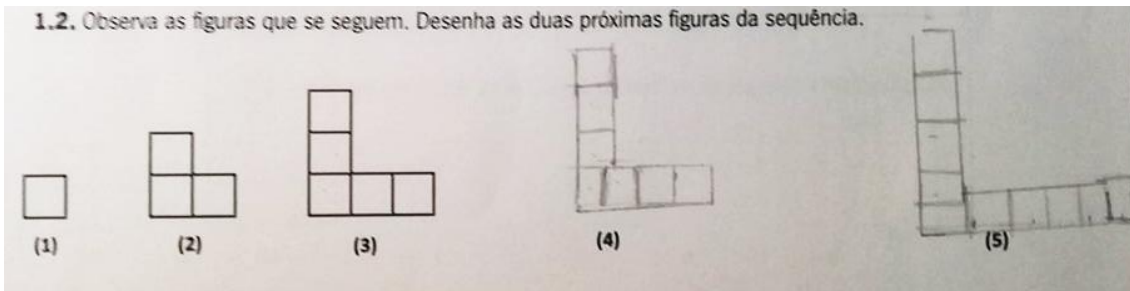 1.2. Observa as figuras que se seguem. Desenha as duas próximas figuras da sequência.
(1) (2) (3) (4) (5)